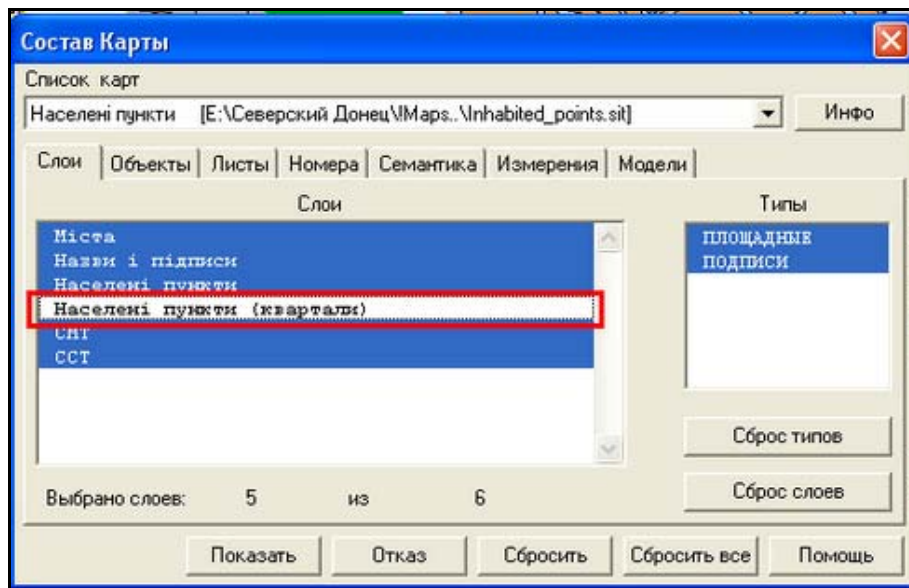 Состав Карты
Список карт
Населені пункти [E:\Северский Донец\!Maps..\Inhabited_points.sit]
Инфо
Слои Объекты Листы Номера Семантика Измерения Модели
Слои
Типы
Міста
Назви і підписи
Населені пункти
Населені пункти (квартали)
СМТ
ССТ
ПЛОЩАДНЫЕ
ПОДПИСИ
Сброс типов
Выбрано слоев: 5 из 6
Сброс слоев
Показать Отказ Сбросить Сбросить все Помощь